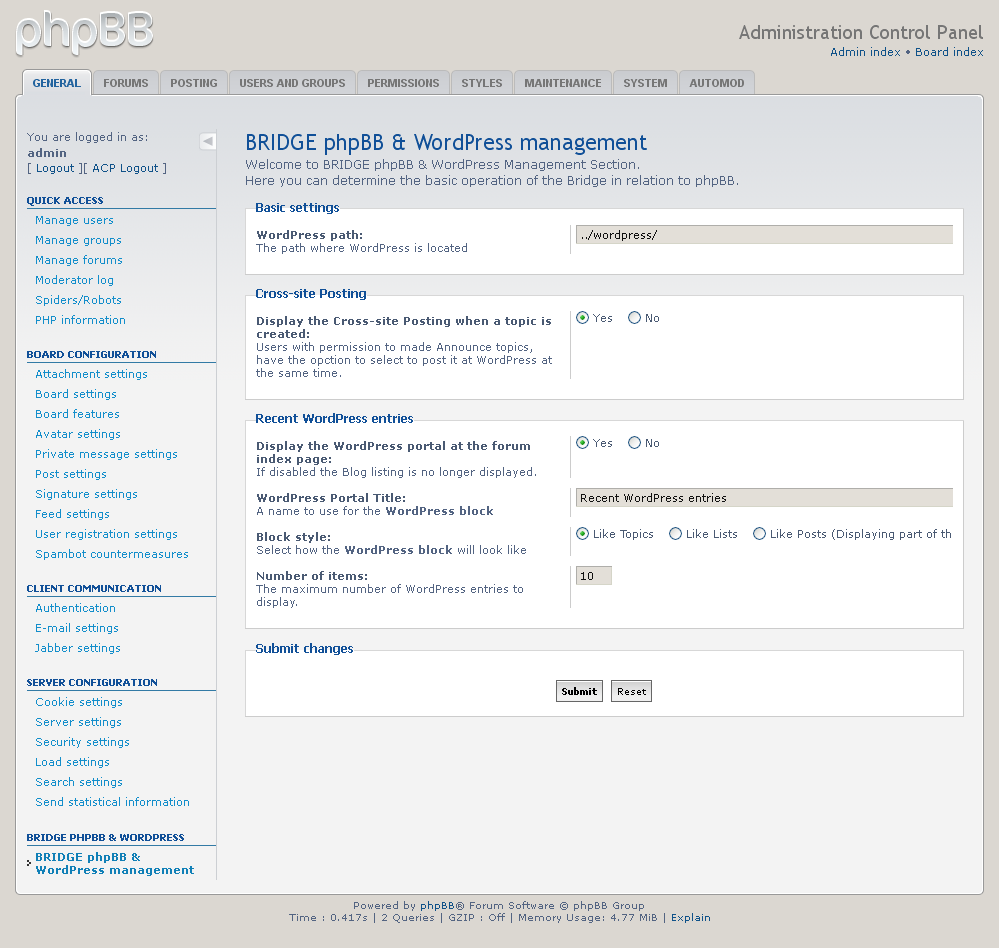 phpBB
Administration Control Panel
Admin index • Board index
GENERAL FORUMS POSTING USERS AND GROUPS PERMISSIONS STYLES MAINTENANCE SYSTEM AUTOMOD
You are logged in as:
admin
[ Logout ][ ACP Logout ]
QUICK ACCESS
Manage users
Manage groups
Manage forums
Moderator log
Spiders/Robots
PHP information
BOARD CONFIGURATION
Attachment settings
Board settings
Board features
Avatar settings
Private message settings
Post settings
Signature settings
Feed settings
User registration settings
Spambot countermeasures
CLIENT COMMUNICATION
Authentication
E-mail settings
Jabber settings
SERVER CONFIGURATION
Cookie settings
Server settings
Security settings
Load settings
Search settings
Send statistical information
BRIDGE PHPBB & WORDPRESS
BRIDGE phpBB &
WordPress management
BRIDGE phpBB & WordPress management
Welcome to BRIDGE phpBB & WordPress Management Section.
Here you can determine the basic operation of the Bridge in relation to phpBB.
Basic settings
WordPress path:
The path where WordPress is located
../wordpress/
Cross-site Posting
Display the Cross-site Posting when a topic is
created:
Users with permission to made Announce topics,
have the opction to select to post it at WordPress at
the same time.
Yes No
Recent WordPress entries
Display the WordPress portal at the forum
index page:
If disabled the Blog listing is no longer displayed.
Yes No
WordPress Portal Title:
A name to use for the WordPress block
Recent WordPress entries
Block style:
Select how the WordPress block will look like
Like Topics Like Lists Like Posts (Displaying part of th
Number of items:
The maximum number of WordPress entries to
display.
10
Submit changes
Submit Reset
Powered by phpBB® Forum Software © phpBB Group
Time : 0.417s | 2 Queries | GZIP : Off | Memory Usage: 4.77 MiB | Explain